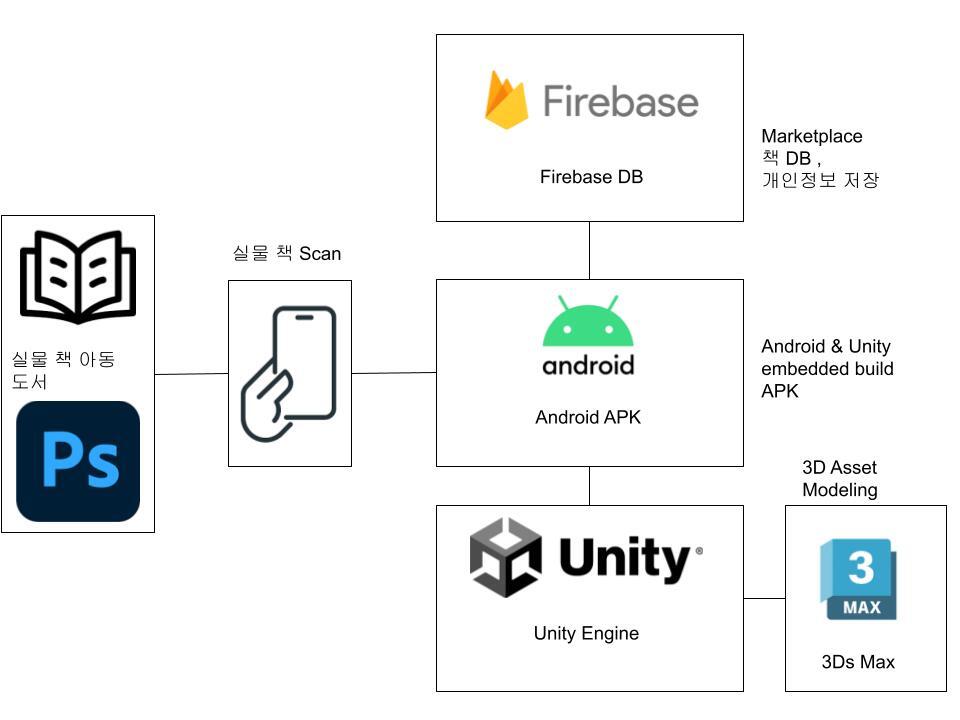 Firebase
Firebase DB
Marketplace
책 DB ,
개인정보 저장
실물 책 Scan
실물 책 아동
도서
Ps
android
Android APK
Android & Unity
embedded build
APK
3D Asset
Modeling
Unity®
Unity Engine
3
MAX
3Ds Max